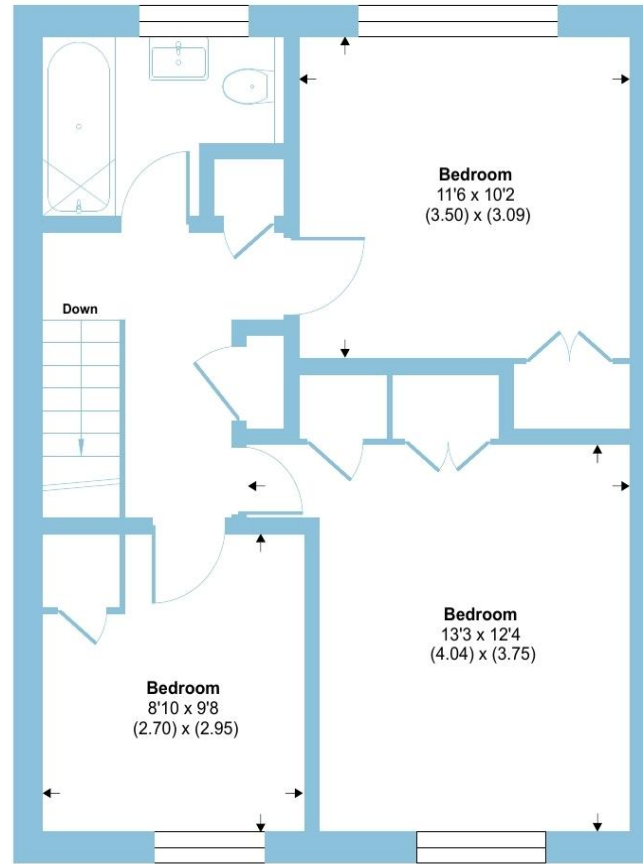 Bedroom
11'6 x 10'2
(3.50) x (3.09)
Down
Bedroom
13'3 x 12'4
(4.04) x (3.75)
Bedroom
8'10 x 9'8
(2.70) x (2.95)